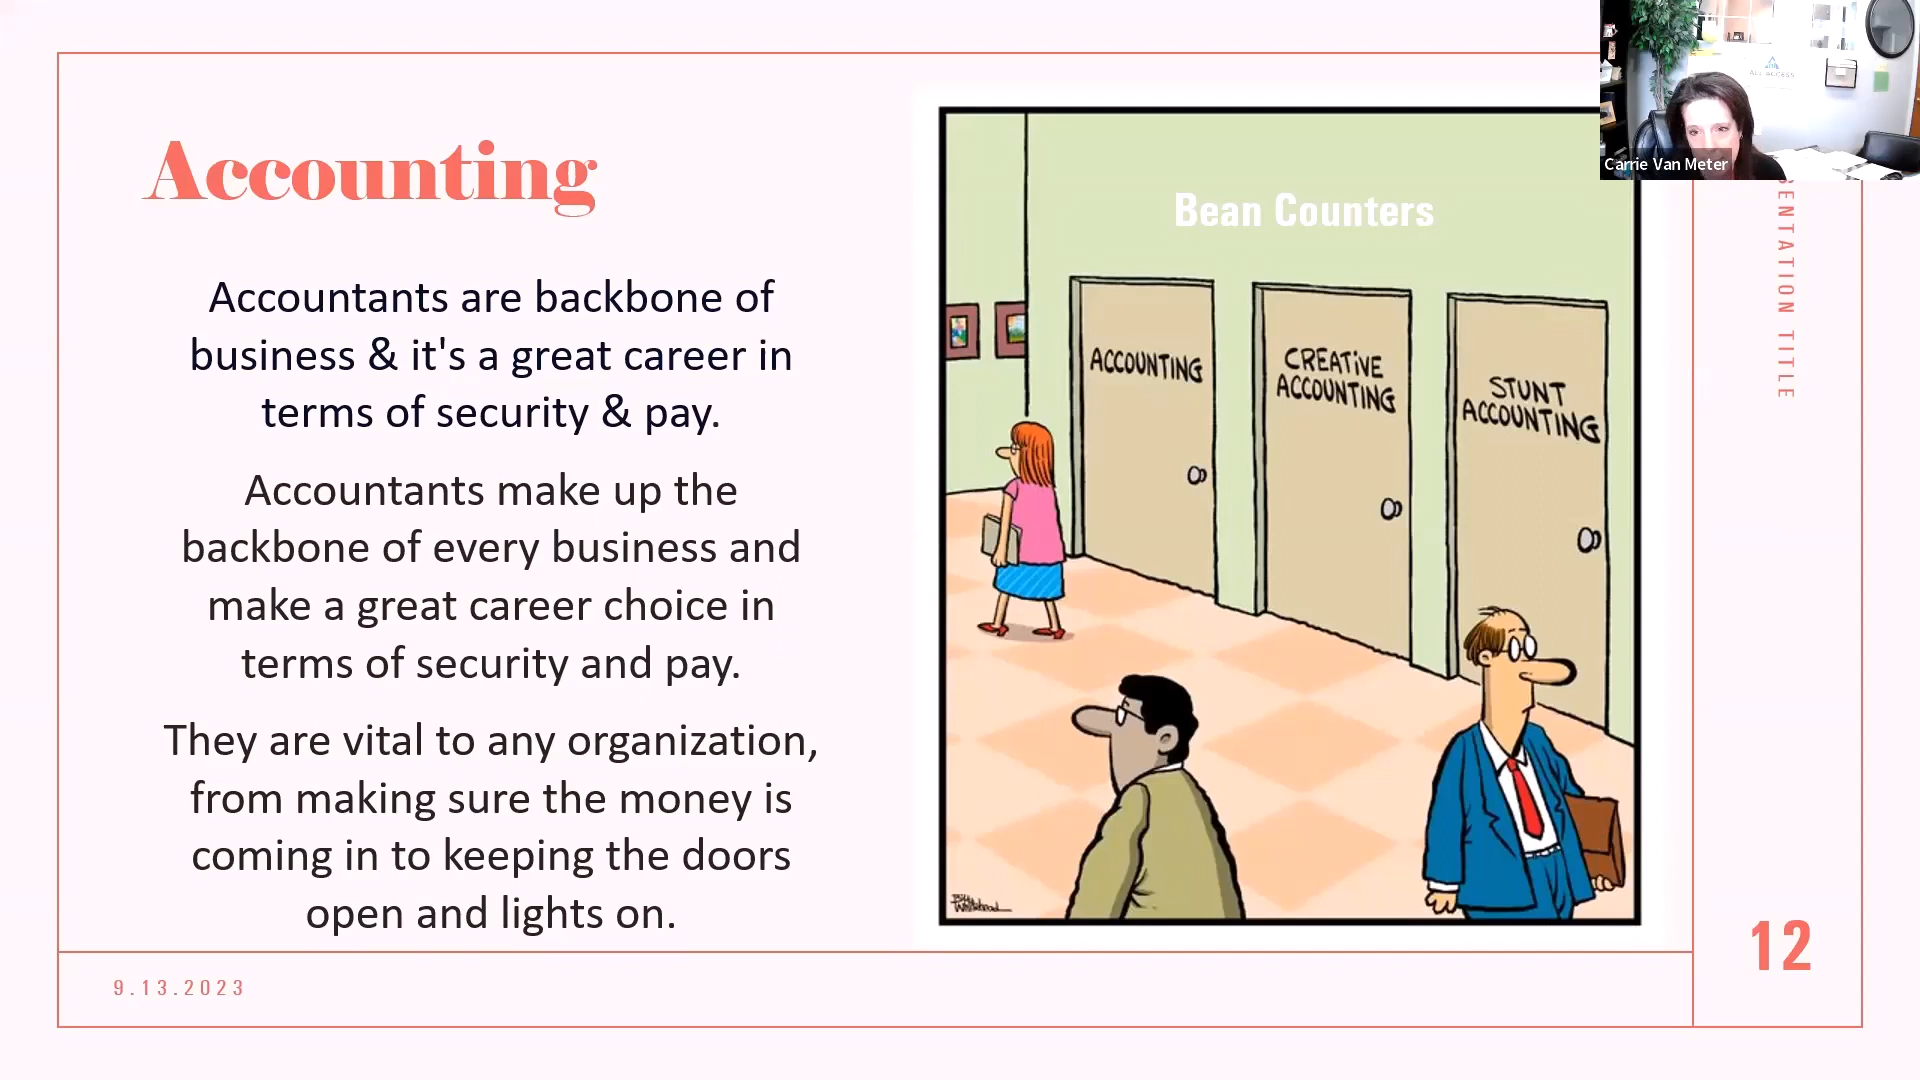 Accounting
Accountants are backbone of
business & it's a great career in
terms of security & pay.
Accountants make up the
backbone of every business and
make a great career choice in
terms of security and pay.
They are vital to any organization,
from making sure the money is
coming in to keeping the doors
open and lights on.
Bean Counters
ACCOUNTING
CREATiVE
ACCOUNTING
STUNT
ACCOUNTING
ALL ACCESS
Carrie Van Meter
SENTATION TITLE
12
9.13.2023